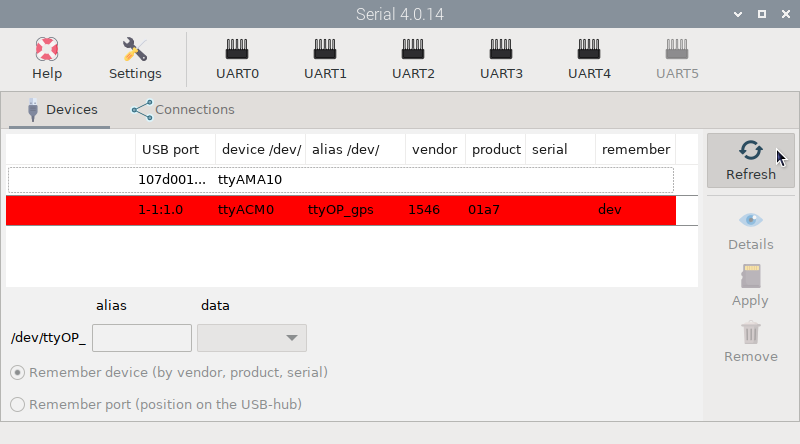 Serial 4.0.14
Help Settings UART0 UART1 UART2 UART3 UART4 UART5
Devices Connections
USB port device /dev/ alias /dev/ vendor product serial remember
107d001... ttyAMA10
1-1:1.0 ttyACM0 ttyOP_gps 1546 01a7 dev
Refresh
Details
Apply
Remove
alias data
/dev/ttyOP_
Remember device (by vendor, product, serial)
Remember port (position on the USB-hub)